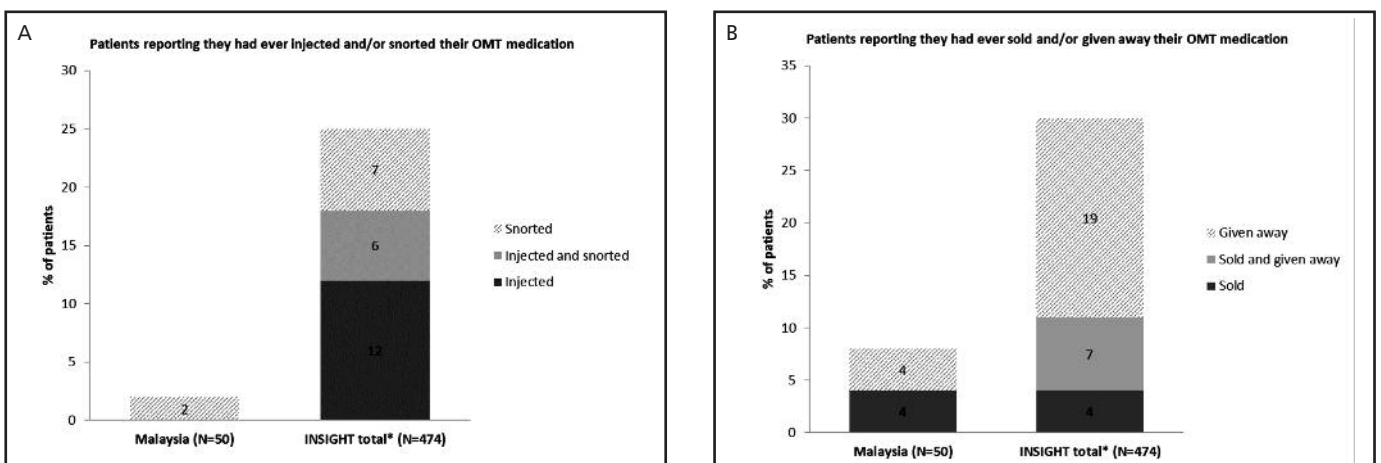 A
Patients reporting they had ever injected and/or snorted their OMT medication
30
25
20
15
10
5
0
% of patients
7
6
12
2
Snorted
Injected and snorted
Injected
Malaysia (N=50)
INSIGHT total* (N=474)
B
Patients reporting they had ever sold and/or given away their OMT medication
35
30
25
20
15
10
5
0
% of patients
19
7
4
4
4
Given away
Sold and given away
Sold
Malaysia (N=50)
INSIGHT total* (N=474)